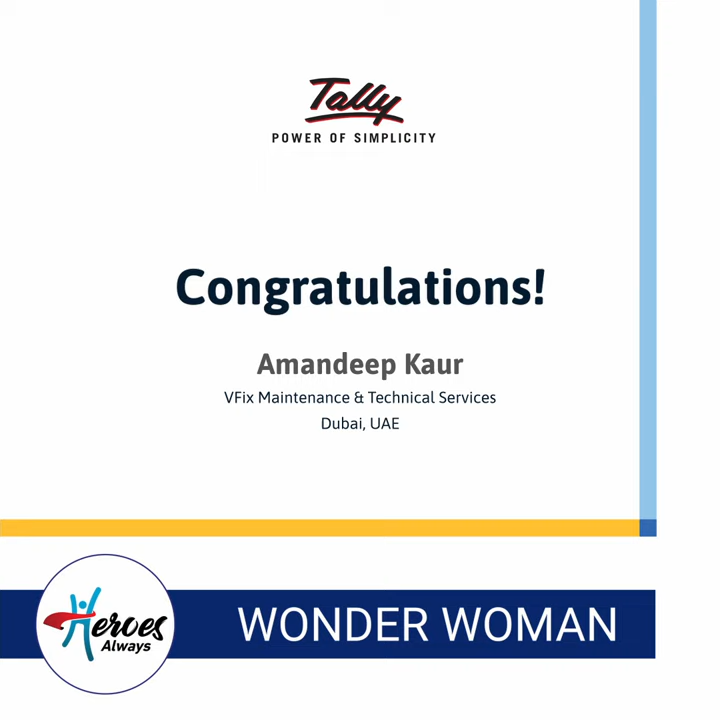 Tally
POWER OF SIMPLICITY
Congratulations!
Amandeep Kaur
VFix Maintenance & Technical Services
Dubai, UAE
Heroes
Always
WONDER WOMAN